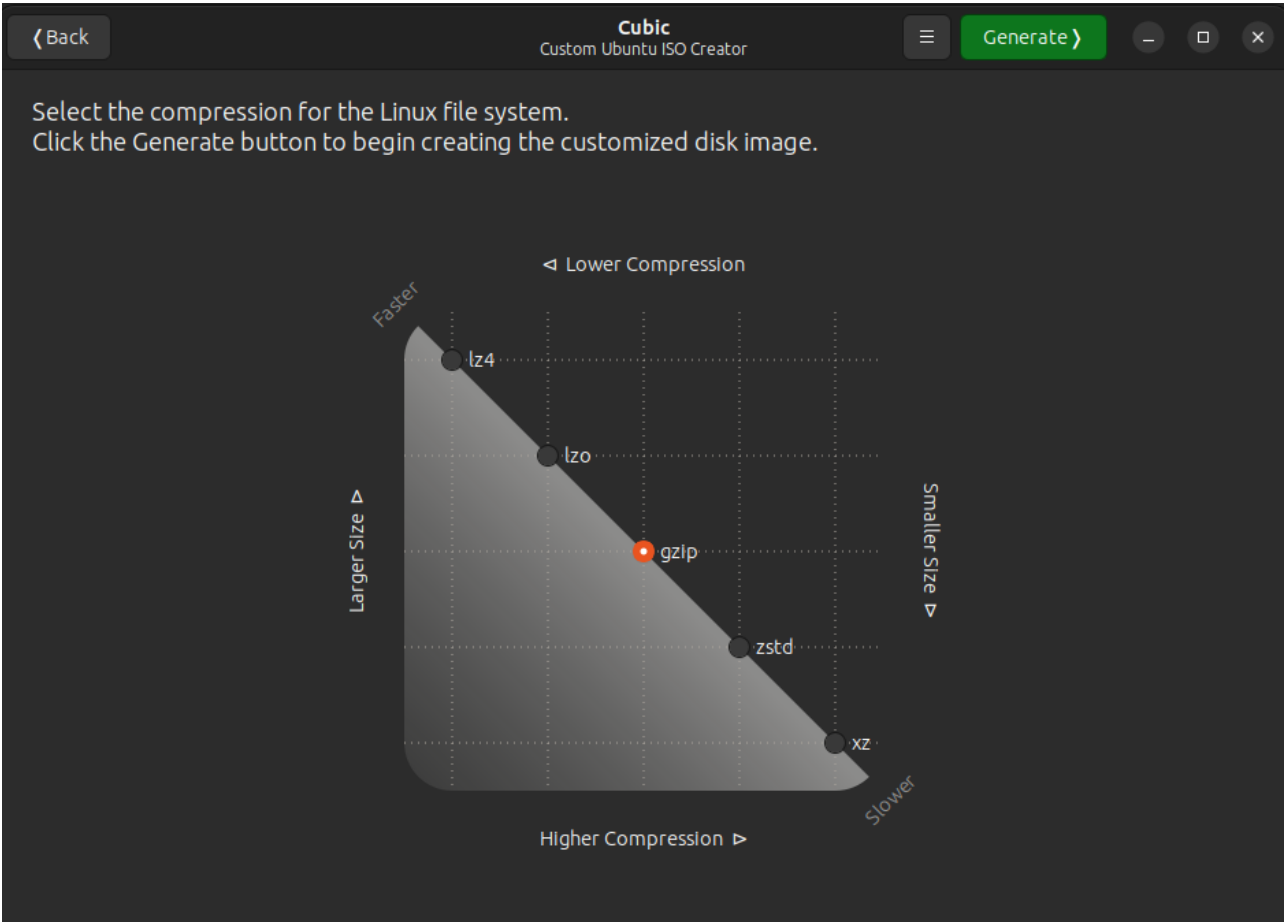 ❬Back
Cubic
Custom Ubuntu ISO Creator
☰
Generate❭
Select the compression for the Linux file system.
Click the Generate button to begin creating the customized disk image.
⊲ Lower Compression
Faster
lz4
lzo
Larger Size ⊳
gzip
Smaller Size ⊳
zstd
xz
Slower
Higher Compression ⊳